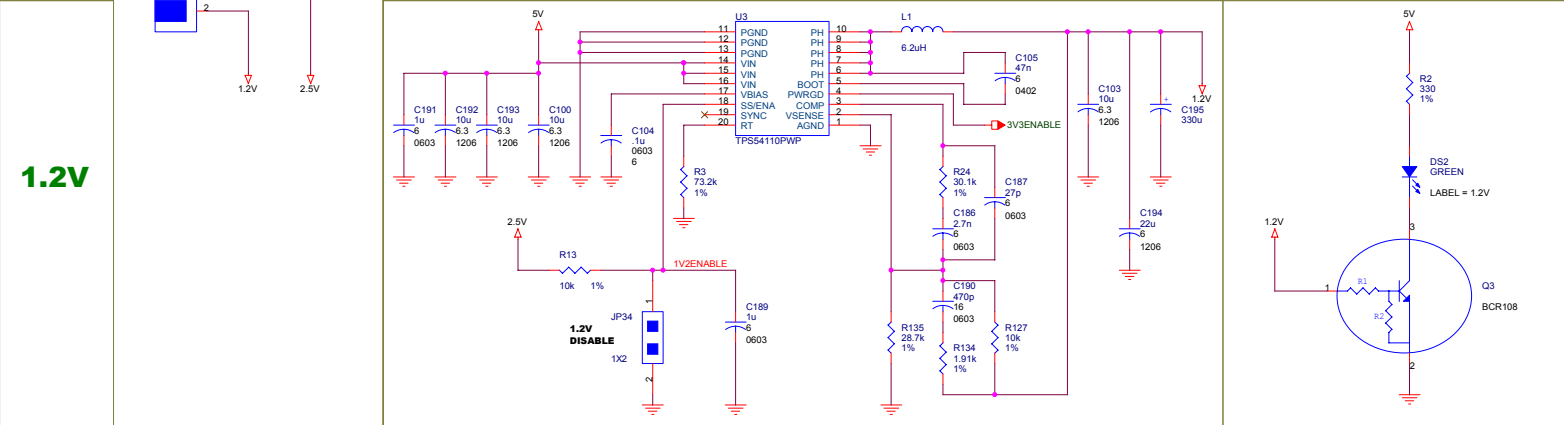 1.2V
2
1.2V
2.5V
5V
C191
1u
6
0603
C192
10u
6.3
1206
C193
10u
6.3
1206
C100
10u
6.3
1206
C104
.1u
0603
6
R3
73.2k
1%
U3
11 PGND PH 10
12 PGND PH 9
13 PGND PH 8
14 VIN PH 7
15 VIN PH 6
16 VIN BOOT 5
17 VBIAS PWRGD 4
18 SS/ENA COMP 3
19 SYNC VSENSE 2
20 RT AGND 1
TPS54110PWP
L1
6.2uH
C105
47n
6
0402
3V3ENABLE
C103
10u
6.3
1206
+
1.2V
C195
330u
R24
30.1k
1%
C187
27p
6
0603
C186
2.7n
6
0603
C194
22u
6
1206
2.5V
R13
10k 1%
1V2ENABLE
1
JP34
1.2V
DISABLE
1X2
2
C189
1u
6
0603
C190
470p
16
0603
R135
28.7k
1%
R134
1.91k
1%
R127
10k
1%
5V
R2
330
1%
DS2
GREEN
LABEL = 1.2V
1.2V
3
1
R1
R2
Q3
BCR108
2